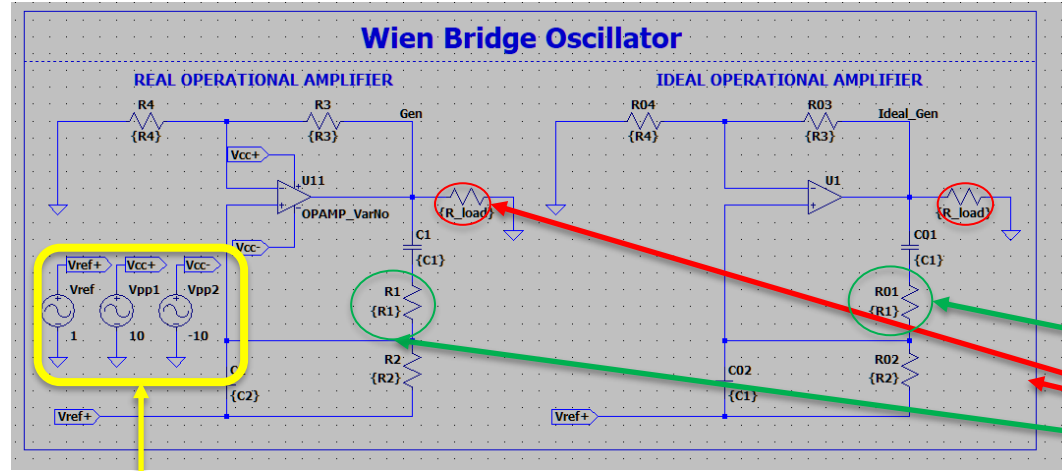 Wien Bridge Oscillator
REAL OPERATIONAL AMPLIFIER
IDEAL OPERATIONAL AMPLIFIER
R4
{R4}
R3
{R3}
Gen
Vcc+
U11
OPAMP_VarNo
{R_load}
Vcc-
C1
{C1}
R1
{R1}
R2
{R2}
Vref+
Vcc+
Vcc-
Vref
Vpp1
Vpp2
1
10
-10
{C2}
Vref+
R04
{R4}
R03
{R3}
Ideal_Gen
U1
{R_load}
C01
{C1}
R01
{R1}
R02
{R2}
C02
{C1}
Vref+